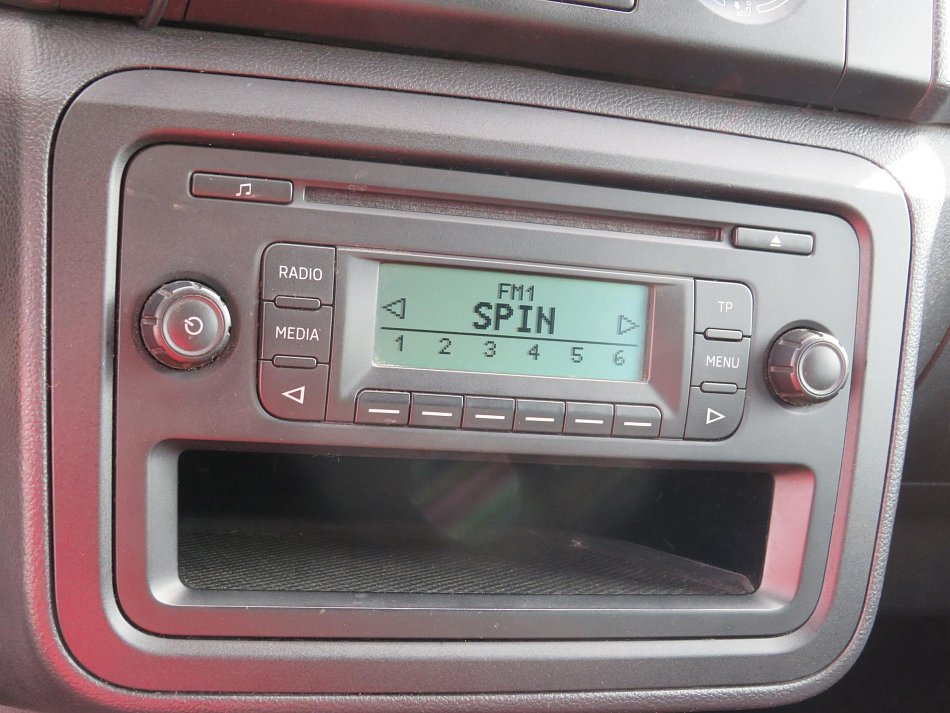 RADIO
MEDIA
FM1
SPIN
1 2 3 4 5 6
TP
MENU